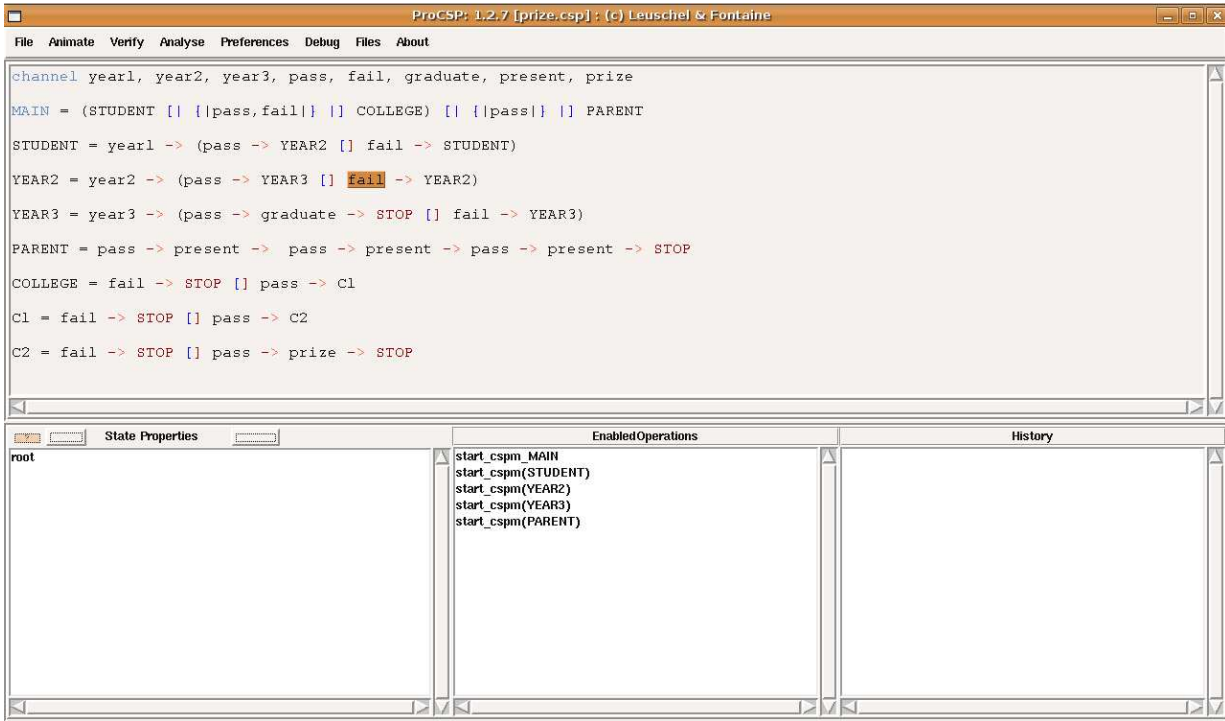 ProCSP: 1.2.7 [prize.csp] : (c) Leuschel & Fontaine
File Animate Verify Analyse Preferences Debug Files About
channel year1, year2, year3, pass, fail, graduate, present, prize
MAIN = (STUDENT [| {|pass,fail|} |] COLLEGE) [| {|pass|} |] PARENT
STUDENT = year1 -> (pass -> YEAR2 [] fail -> STUDENT)
YEAR2 = year2 -> (pass -> YEAR3 [] fail -> YEAR2)
YEAR3 = year3 -> (pass -> graduate -> STOP [] fail -> YEAR3)
PARENT = pass -> present -> pass -> present -> pass -> present -> STOP
COLLEGE = fail -> STOP [] pass -> C1
C1 = fail -> STOP [] pass -> C2
C2 = fail -> STOP [] pass -> prize -> STOP
State Properties
root
EnabledOperations
start_cspm_MAIN
start_cspm(STUDENT)
start_cspm(YEAR2)
start_cspm(YEAR3)
start_cspm(PARENT)
History